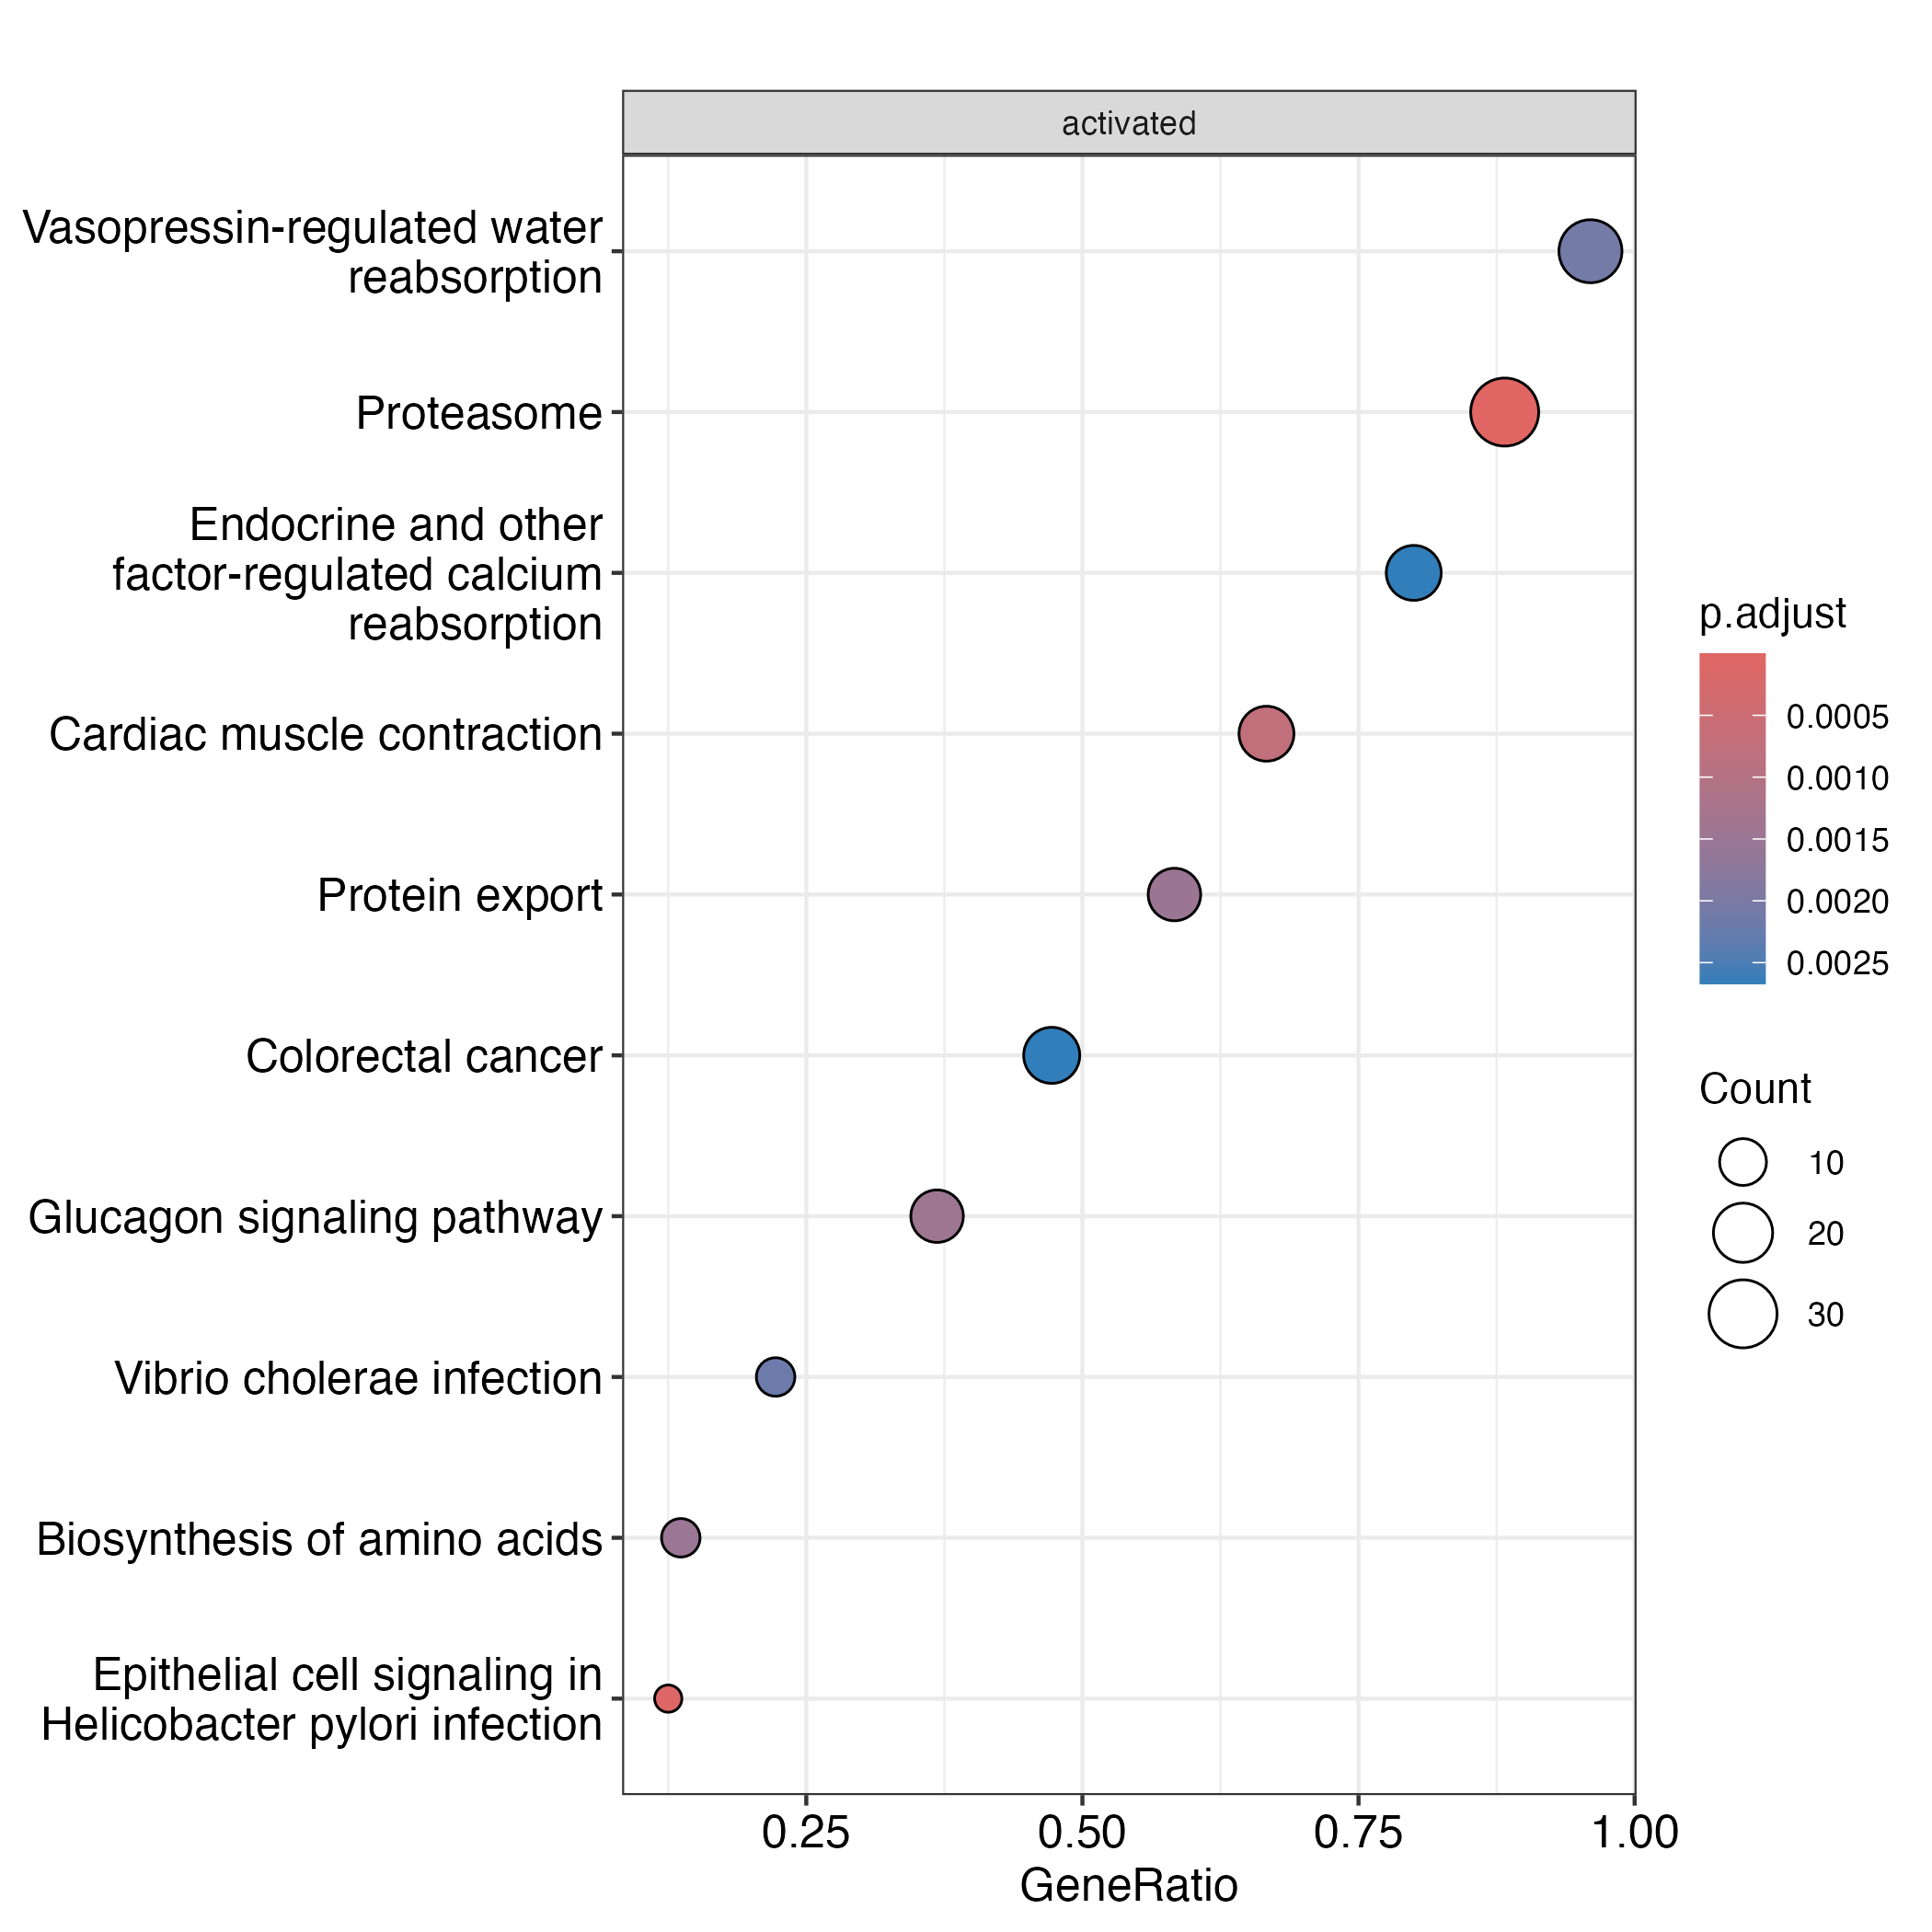 activated
Vasopressin-regulated water
reabsorption
Proteasome
Endocrine and other
factor-regulated calcium
reabsorption
Cardiac muscle contraction
Protein export
Colorectal cancer
Glucagon signaling pathway
Vibrio cholerae infection
Biosynthesis of amino acids
Epithelial cell signaling in
Helicobacter pylori infection
0.25 0.50 0.75 1.00
GeneRatio
p.adjust
0.0005
0.0010
0.0015
0.0020
0.0025
Count
10
20
30